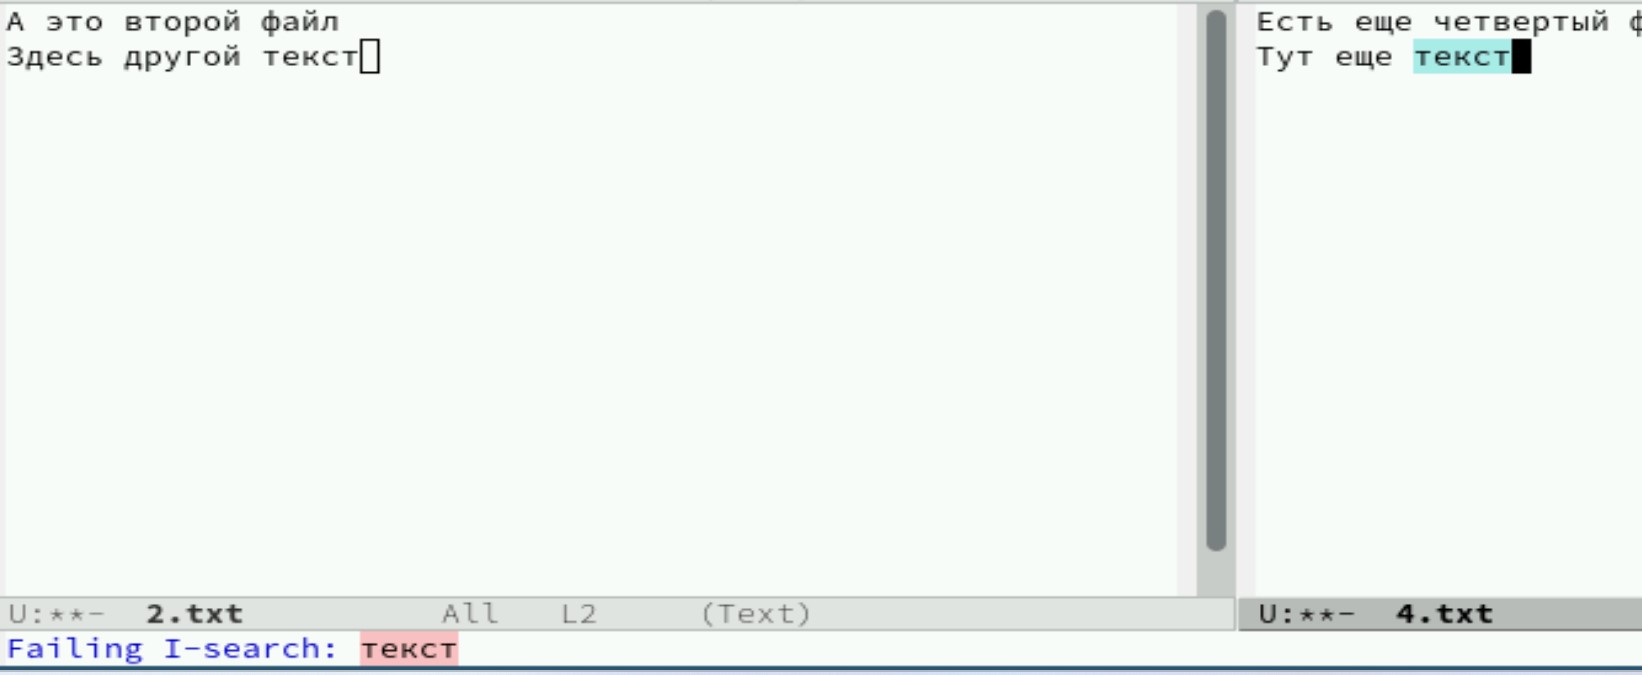 А это второй файл
Здесь другой текст
U:**-  2.txt          All   L2     (Text)
Есть еще четвертый
Тут еще текст
U:**-  4.txt
Failing I-search: текст